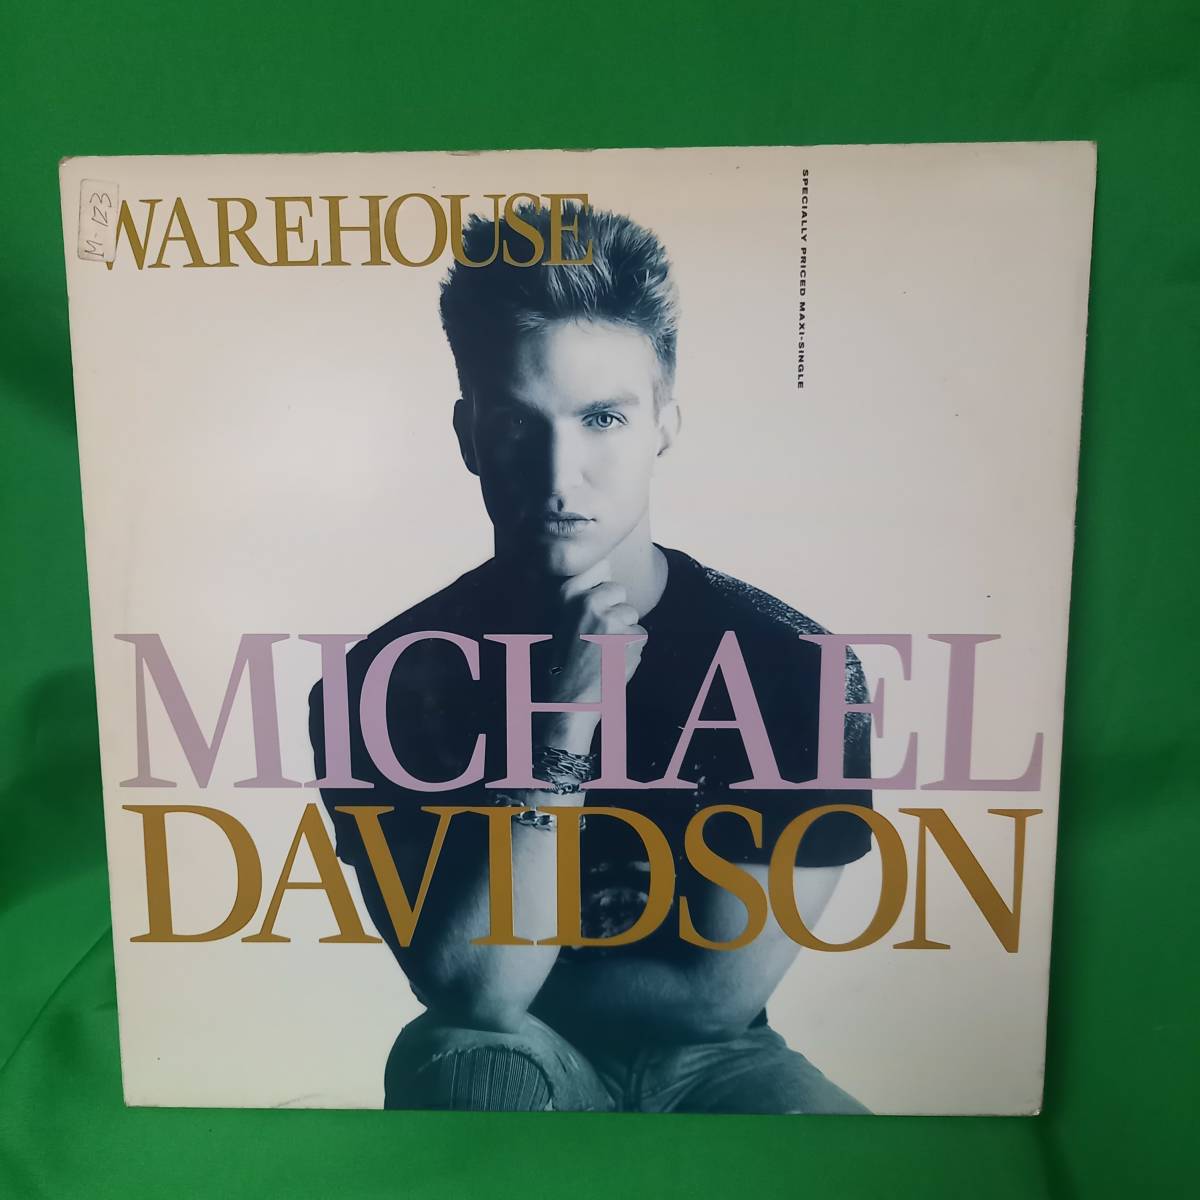 M-123
WAREHOUSE
SPECIALLY PRICED MAXI-SINGLE
MICHAEL
DAVIDSON